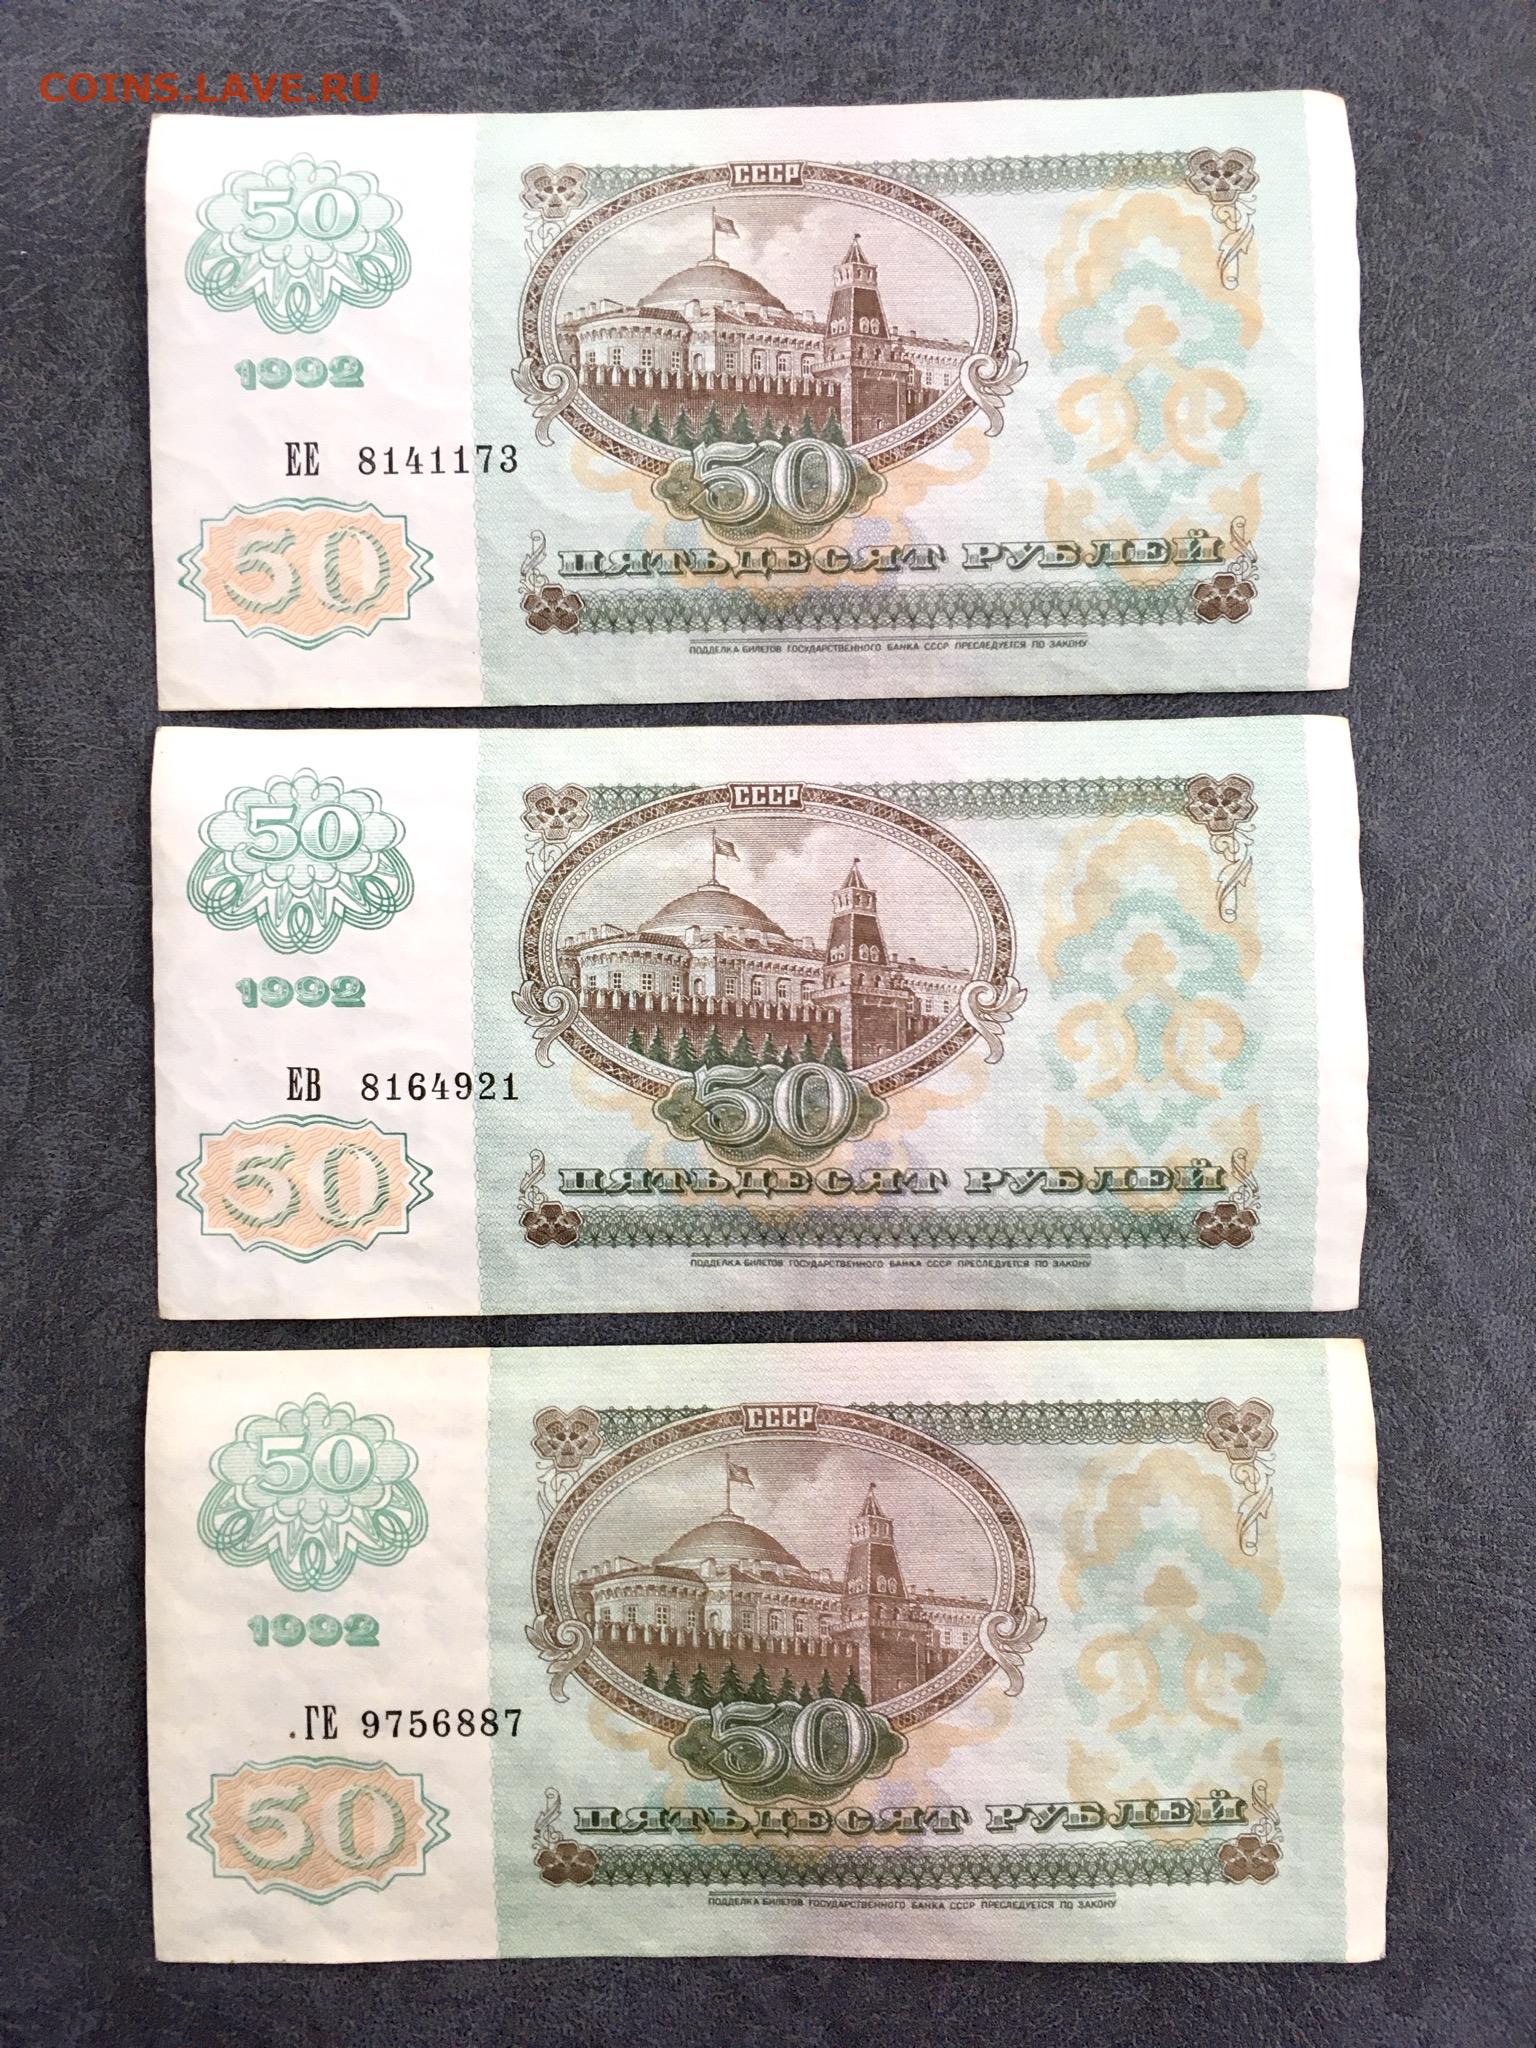 COINS.LAVE.RU
СССР
50
1992
ЕЕ 8141173
50
50
ПЯТЬДЕСЯТ РУБЛЕЙ
ПОДДЕЛКА БИЛЕТОВ ГОСУДАРСТВЕННОГО БАНКА СССР ПРЕСЛЕДУЕТСЯ ПО ЗАКОНУ
СССР
50
1992
ЕВ 8164921
50
50
ПЯТЬДЕСЯТ РУБЛЕЙ
ПОДДЕЛКА БИЛЕТОВ ГОСУДАРСТВЕННОГО БАНКА СССР ПРЕСЛЕДУЕТСЯ ПО ЗАКОНУ
СССР
50
1992
.ГЕ 9756887
50
50
ПЯТЬДЕСЯТ РУБЛЕЙ
ПОДДЕЛКА БИЛЕТОВ ГОСУДАРСТВЕННОГО БАНКА СССР ПРЕСЛЕДУЕТСЯ ПО ЗАКОНУ